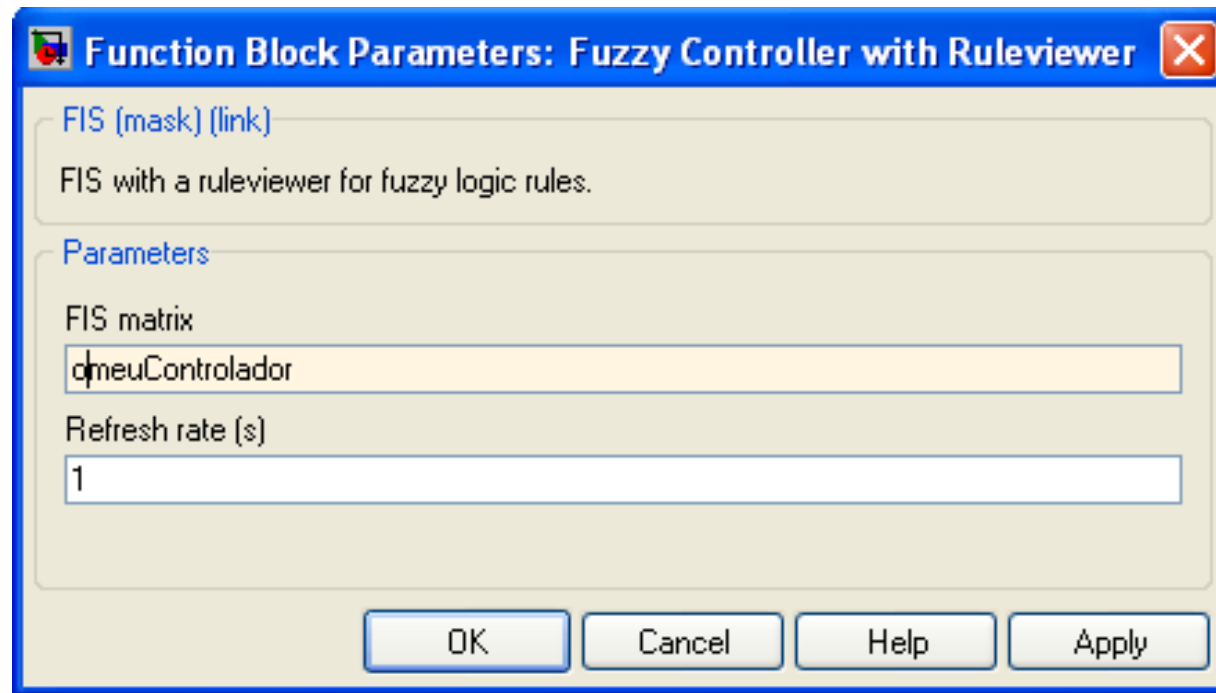 Function Block Parameters: Fuzzy Controller with Ruleviewer
FIS (mask) (link)
FIS with a ruleviewer for fuzzy logic rules.
Parameters
FIS matrix
omeuControlador
Refresh rate (s)
1
OK Cancel Help Apply